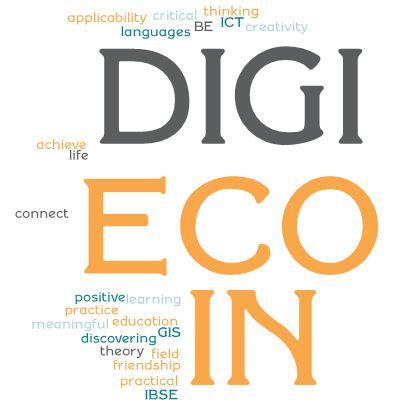 thinking
applicability critical
ICT
BE
creativity
languages
DIGI
achieve
life
ECO
connect
IN
positive learning
practice
education
meaningful
GIS
discovering
theory field
friendship
practical
IBSE